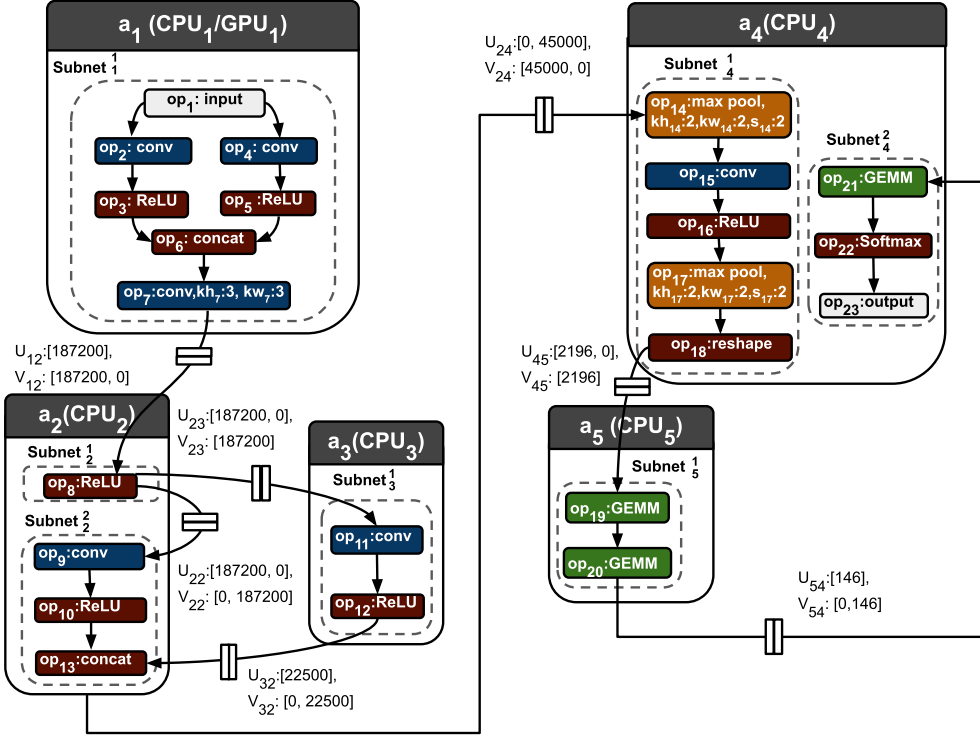 a1 (CPU1/GPU1)
Subnet 1 1
op1: input
op2: conv
op4: conv
op3: ReLU
op5: ReLU
op6: concat
op7:conv,kh7:3, kw7:3
U12:[187200],
V12: [187200, 0]
a2(CPU2)
Subnet 1 2
op8:ReLU
Subnet 2 2
op9:conv
op10:ReLU
op13:concat
U23:[187200, 0],
V23: [187200]
U22:[187200, 0],
V22: [0, 187200]
a3(CPU3)
Subnet 1 3
op11:conv
op12:ReLU
U32:[22500],
V32: [0, 22500]
U24:[0, 45000],
V24: [45000, 0]
a4(CPU4)
Subnet 1 4
op14:max pool,
kh14:2,kw14:2,s14:2
op15:conv
op16:ReLU
op17:max pool,
kh17:2,kw17:2,s17:2
op18:reshape
Subnet 2 4
op21:GEMM
op22:Softmax
op23:output
U45:[2196, 0],
V45: [2196]
a5 (CPU5)
Subnet 1 5
op19:GEMM
op20:GEMM
U54:[146],
V54: [0,146]